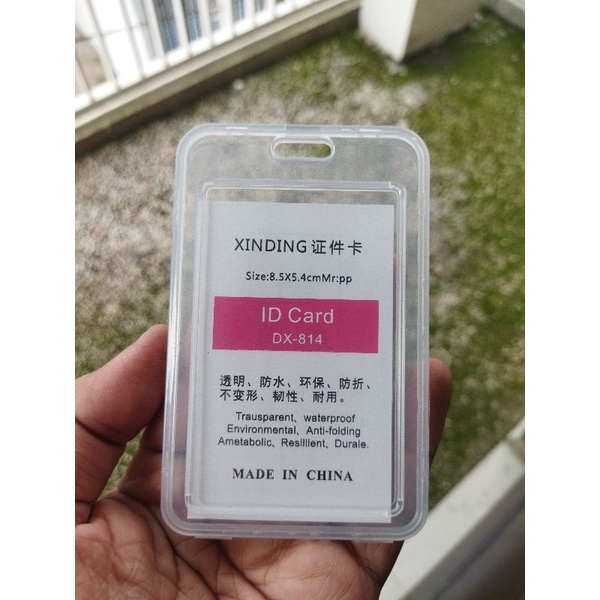 XINDING 证件卡
Size:8.5X5.4cmMr:pp
ID Card
DX-814
透明、防水、环保、防折、
不变形、韧性、耐用。
Trausparent、waterproof
Environmental、Anti-folding
Ametabolic、Resillient、Durale.
MADE IN CHINA